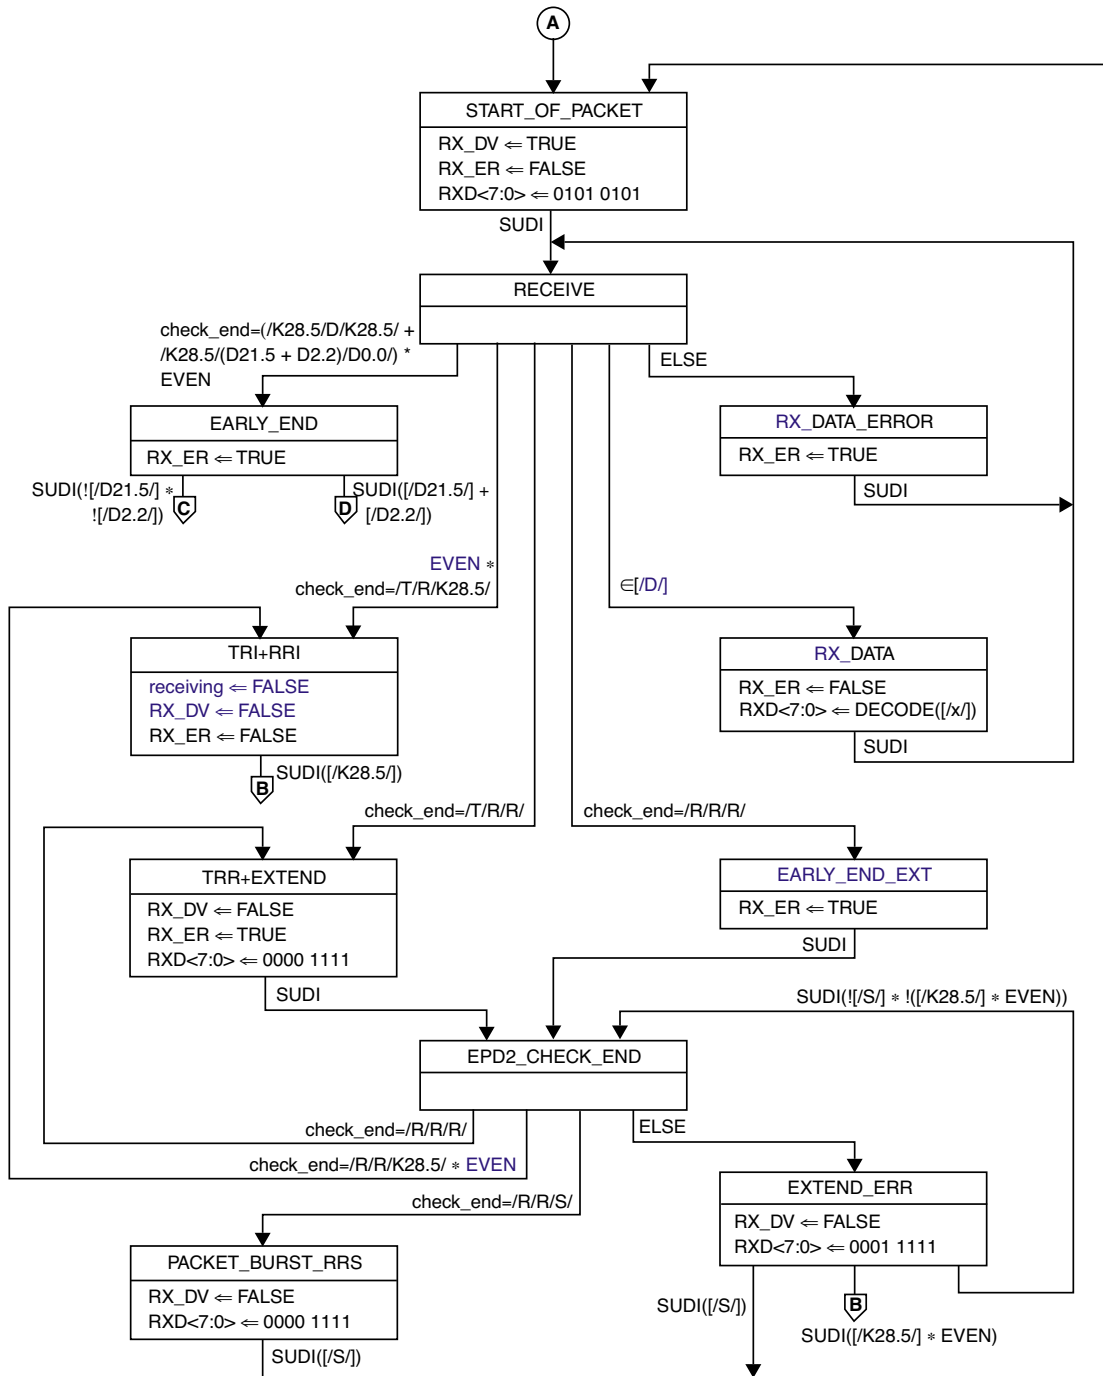 A
START_OF_PACKET
RX_DV ⇐ TRUE
RX_ER ⇐ FALSE
RXD<7:0> ⇐ 0101 0101
SUDI
RECEIVE
check_end=(/K28.5/D/K28.5/ +
/K28.5/(D21.5 + D2.2)/D0.0/) *
EVEN
ELSE
EARLY_END
RX_ER ⇐ TRUE
SUDI(![/D21.5/] *
![/D2.2/])
C
D
SUDI([/D21.5/] +
[/D2.2/])
RX_DATA_ERROR
RX_ER ⇐ TRUE
SUDI
EVEN *
check_end=/T/R/K28.5/
∈[/D/]
TRI+RRI
receiving ⇐ FALSE
RX_DV ⇐ FALSE
RX_ER ⇐ FALSE
SUDI([/K28.5/])
B
RX_DATA
RX_ER ⇐ FALSE
RXD<7:0> ⇐ DECODE([/x/])
SUDI
check_end=/T/R/R/
check_end=/R/R/R/
TRR+EXTEND
RX_DV ⇐ FALSE
RX_ER ⇐ TRUE
RXD<7:0> ⇐ 0000 1111
SUDI
EARLY_END_EXT
RX_ER ⇐ TRUE
SUDI
SUDI(![/S/] * !([/K28.5/] * EVEN))
EPD2_CHECK_END
check_end=/R/R/R/
ELSE
check_end=/R/R/K28.5/ * EVEN
check_end=/R/R/S/
EXTEND_ERR
RX_DV ⇐ FALSE
RXD<7:0> ⇐ 0001 1111
PACKET_BURST_RRS
RX_DV ⇐ FALSE
RXD<7:0> ⇐ 0000 1111
SUDI([/S/])
SUDI([/S/])
B
SUDI([/K28.5/] * EVEN)